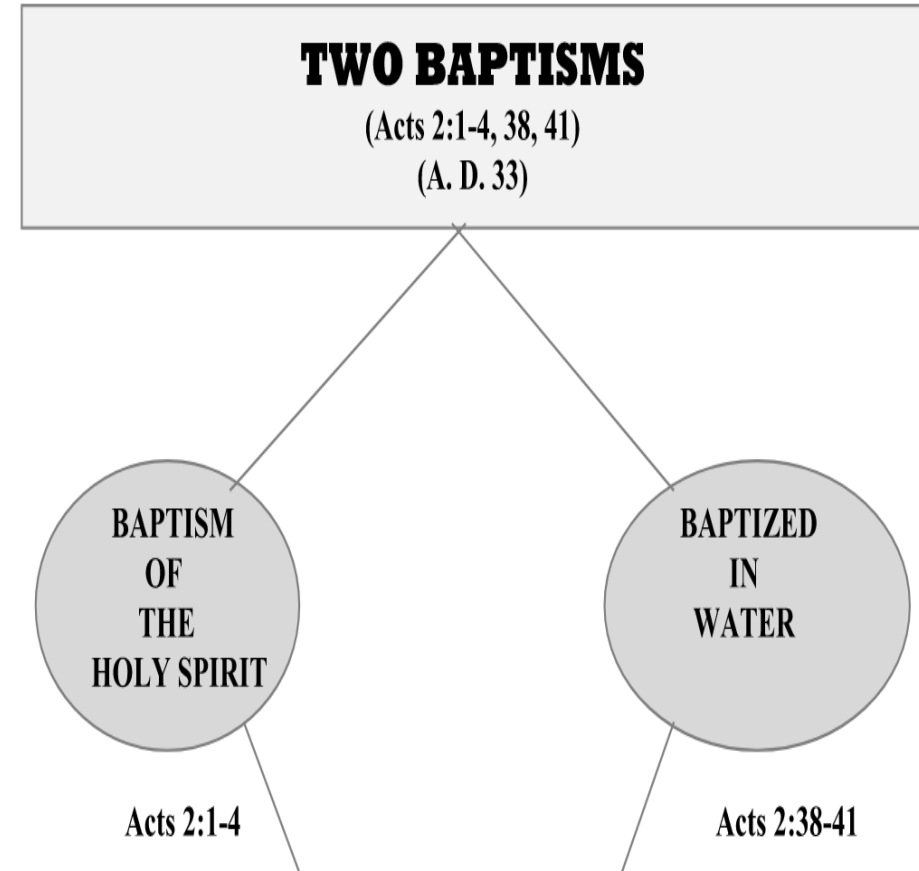 TWO BAPTISMS
(Acts 2:1-4, 38, 41)
(A. D. 33)
BAPTISM
OF
THE
HOLY SPIRIT
BAPTIZED
IN
WATER
Acts 2:1-4
Acts 2:38-41